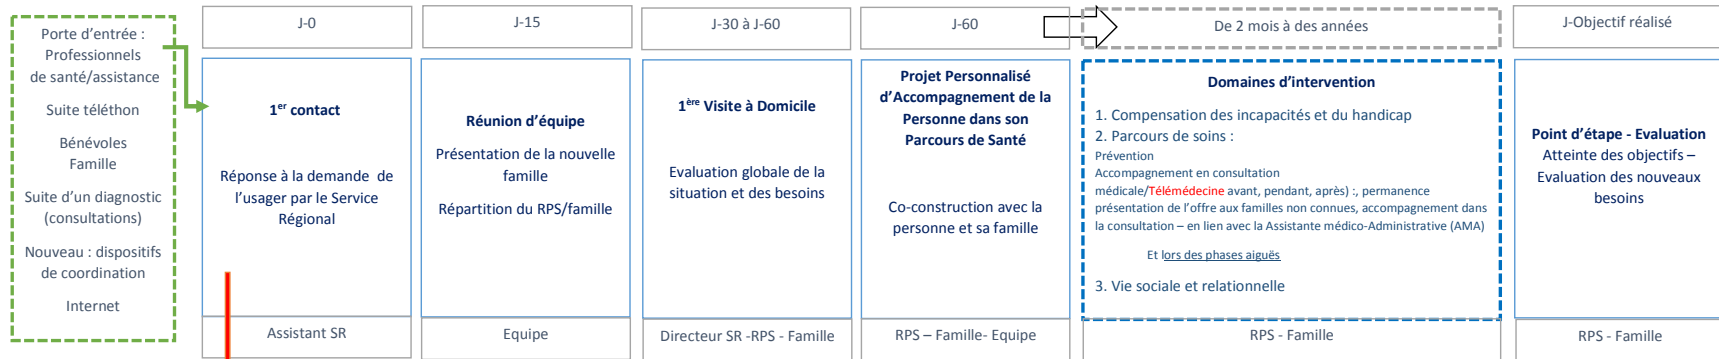 Porte d'entrée :
Professionnels
de santé/assistance
Suite téléthon
Bénévoles
Famille
Suite d'un diagnostic
(consultations)
Nouveau : dispositifs
de coordination
Internet
J-0
1er contact
Réponse à la demande de
l'usager par le Service
Régional
Assistant SR
J-15
Réunion d'équipe
Présentation de la nouvelle
famille
Répartition du RPS/famille
Equipe
J-30 à J-60
1ère Visite à Domicile
Evaluation globale de la
situation et des besoins
Directeur SR -RPS - Famille
J-60
Projet Personnalisé
d'Accompagnement de la
Personne dans son
Parcours de Santé
Co-construction avec la
personne et sa famille
RPS – Famille- Equipe
De 2 mois à des années
Domaines d'intervention
1. Compensation des incapacités et du handicap
2. Parcours de soins :
Prévention
Accompagnement en consultation
médicale/Télémédecine avant, pendant, après) :, permanence
présentation de l'offre aux familles non connues, accompagnement dans
la consultation – en lien avec la Assistante médico-Administrative (AMA)
Et lors des phases aiguës
3. Vie sociale et relationnelle
RPS - Famille
J-Objectif réalisé
Point d'étape - Evaluation
Atteinte des objectifs –
Evaluation des nouveaux
besoins
RPS - Famille